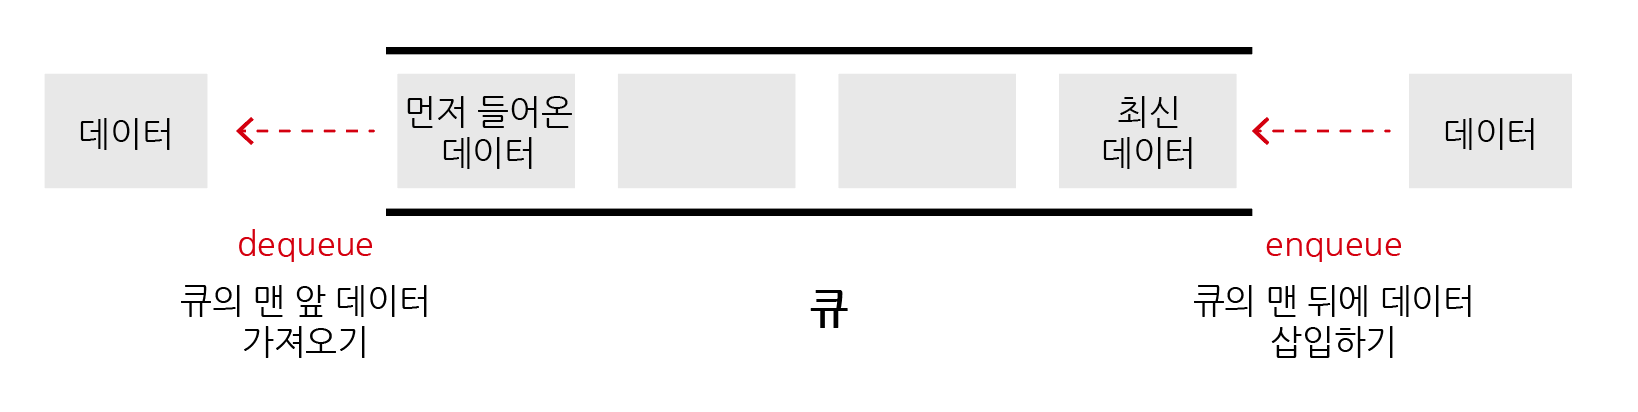 데이터
먼저 들어온
데이터
최신
데이터
데이터
dequeue
큐의 맨 앞 데이터
가져오기
큐
enqueue
큐의 맨 뒤에 데이터
삽입하기